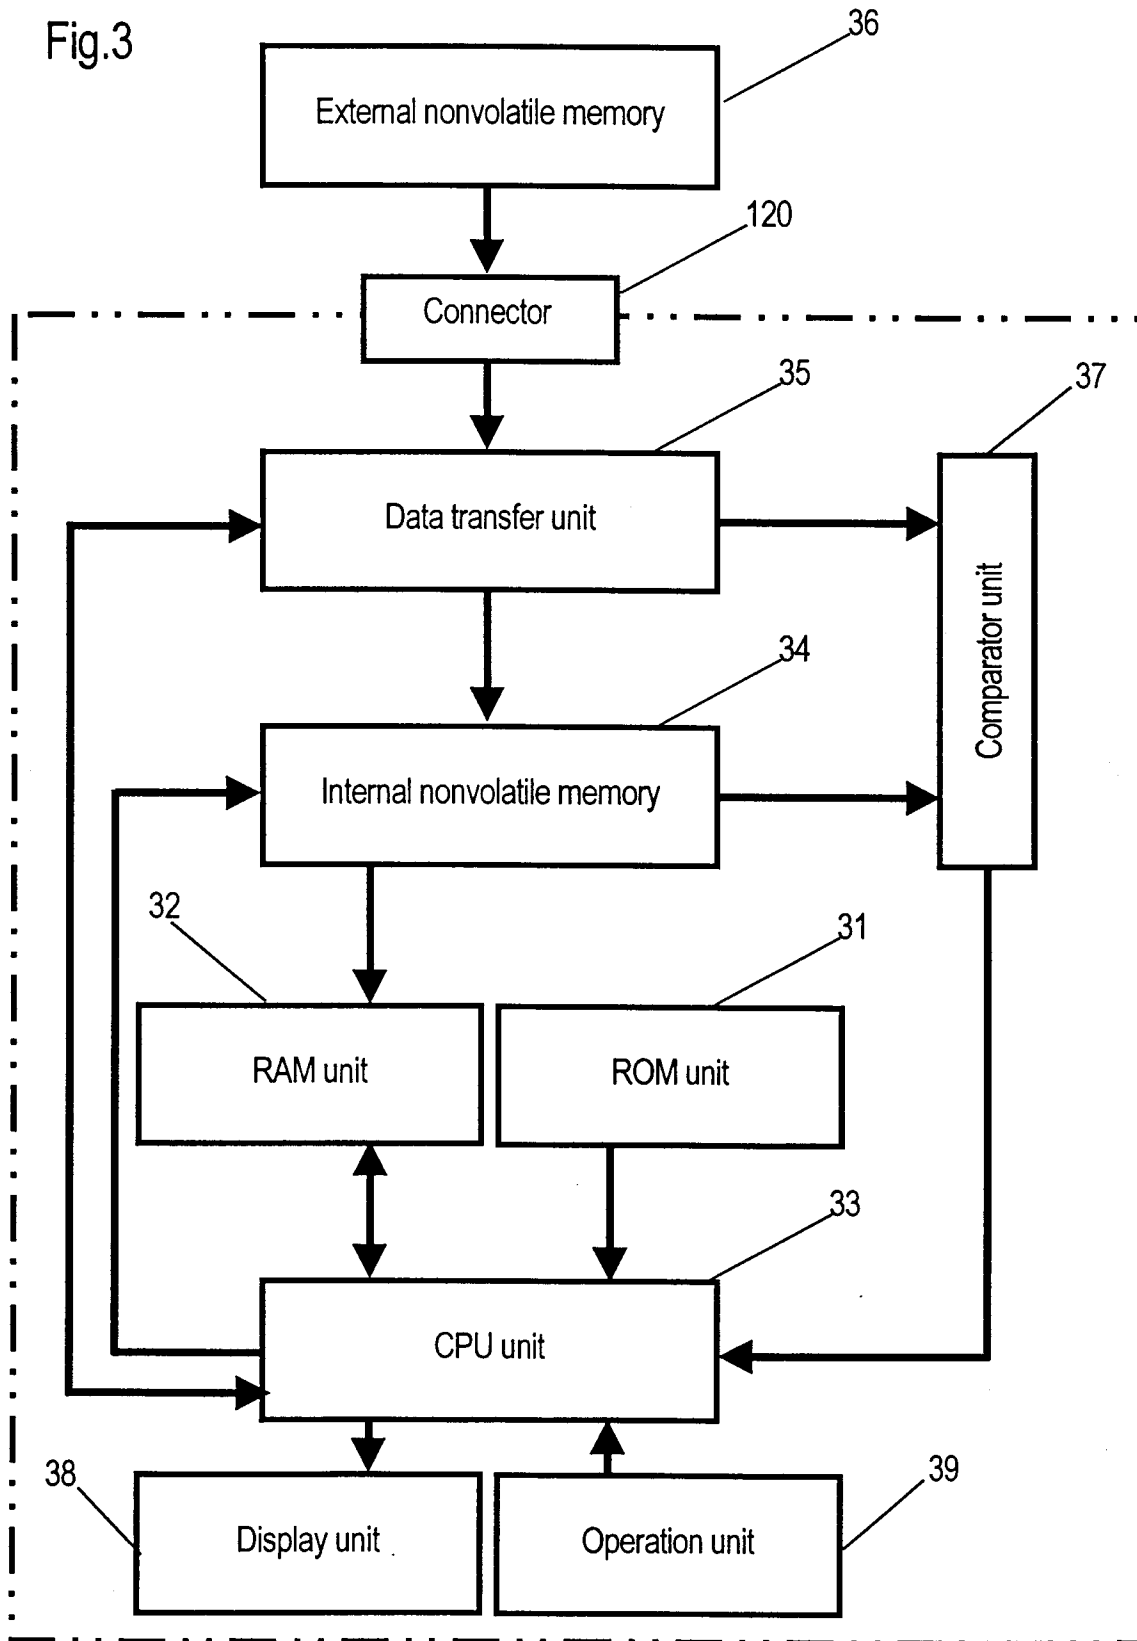 Fig.3
36
External nonvolatile memory
120
Connector
35
37
Data transfer unit
Comparator unit
34
Internal nonvolatile memory
32
31
RAM unit
ROM unit
33
CPU unit
38
39
Display unit
Operation unit